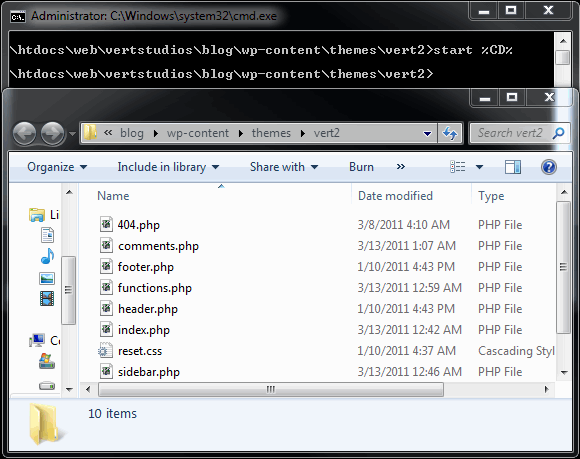 Administrator: C:\Windows\system32\cmd.exe
\htdocs\web\vertstudios\blog\wp-content\themes\vert2>start %CD%
\htdocs\web\vertstudios\blog\wp-content\themes\vert2>
« blog wp-content themes vert2 Search vert2
Organize Include in library Share with Burn »
Name Date modified Type
Li
404.php 3/8/2011 4:10 AM PHP File
comments.php 3/13/2011 1:07 AM PHP File
footer.php 1/10/2011 4:43 PM PHP File
functions.php 3/13/2011 12:59 AM PHP File
header.php 1/10/2011 4:43 PM PHP File
index.php 3/13/2011 12:42 AM PHP File
Co
reset.css 1/10/2011 4:37 AM Cascading Styl
sidebar.php 3/13/2011 12:46 AM PHP File
10 items